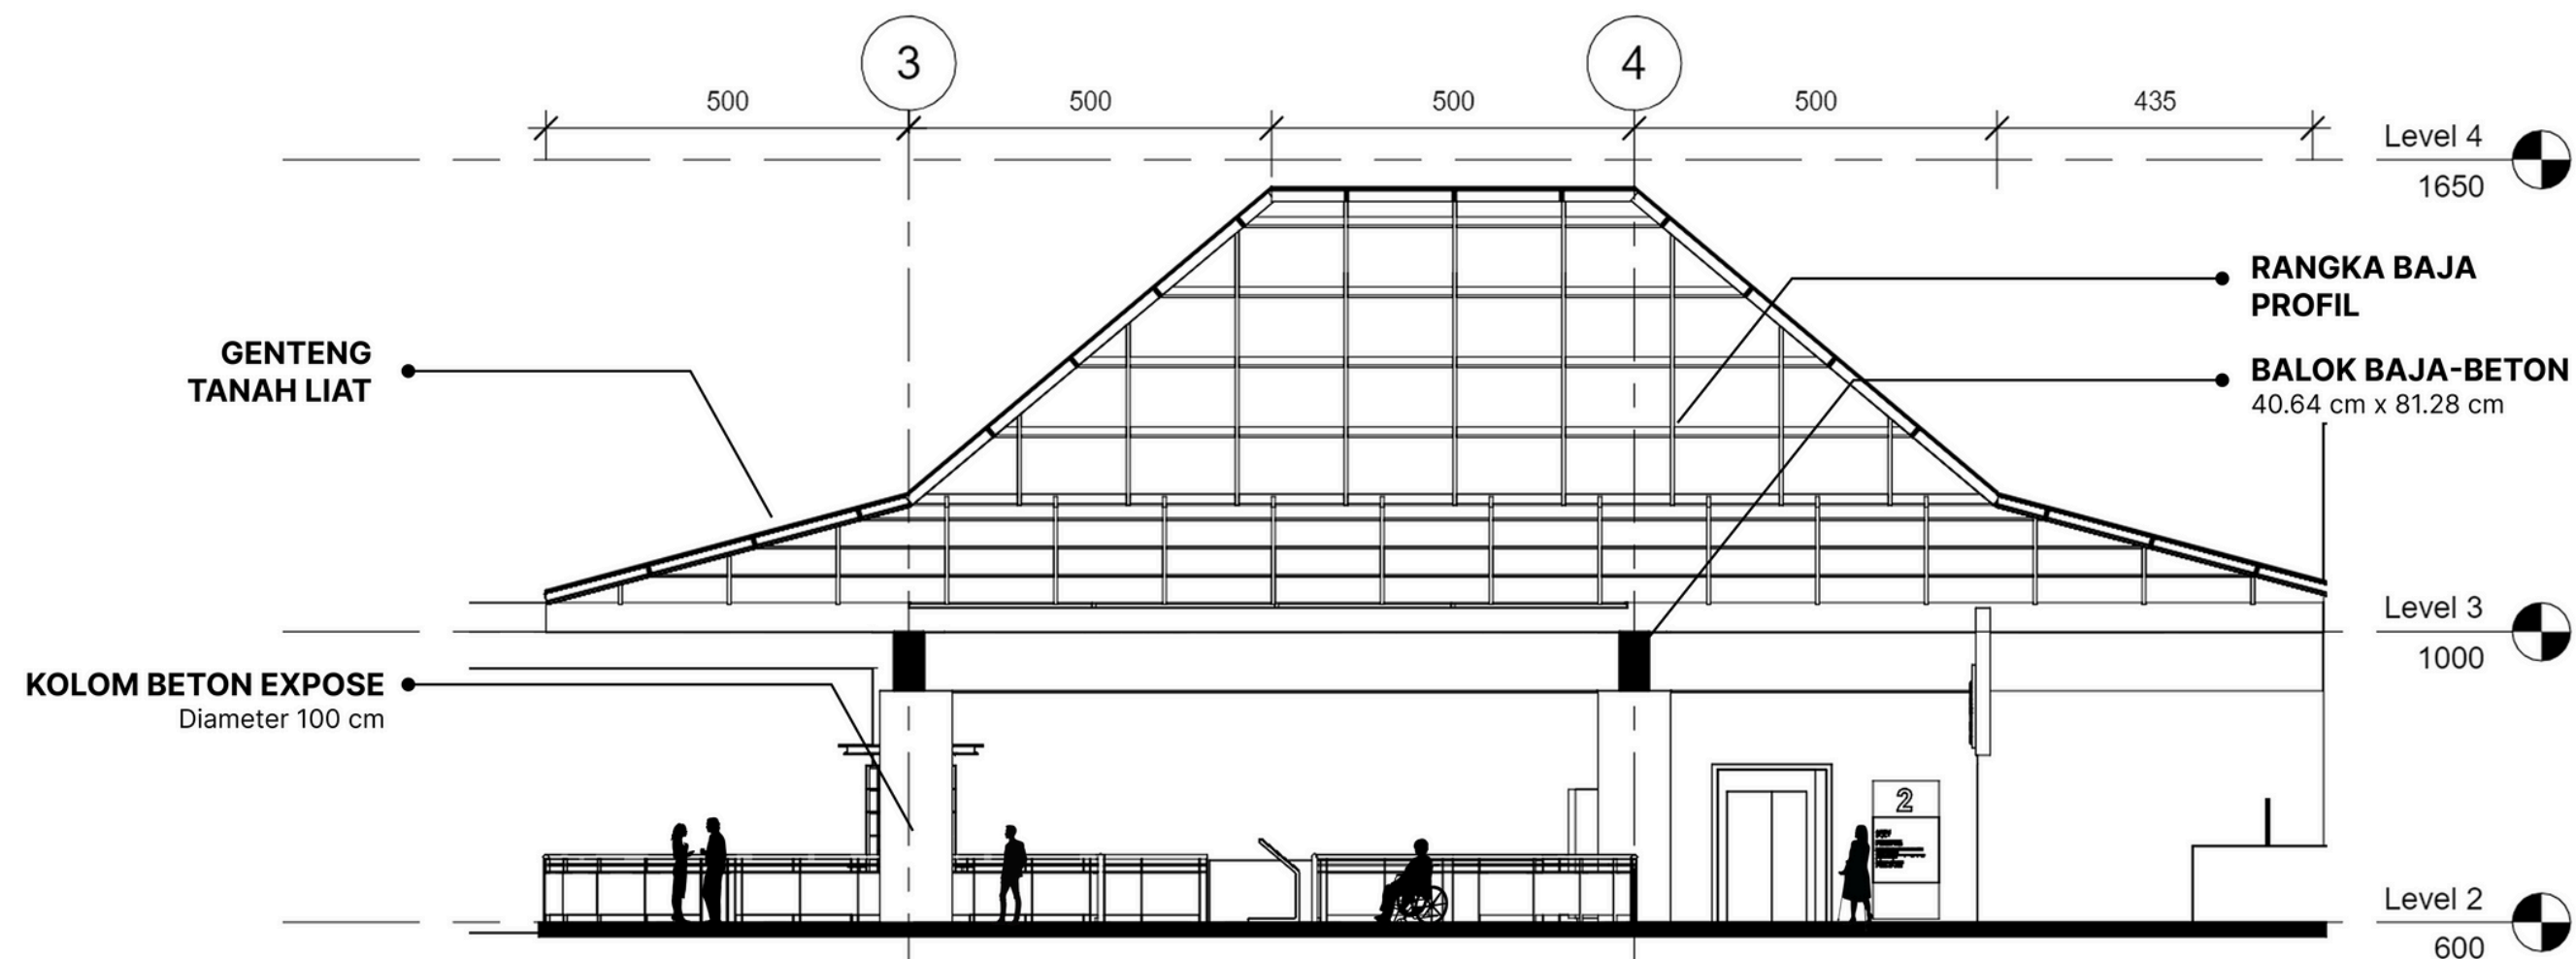 3
4
500
500
500
500
435
Level 4
1650
RANGKA BAJA
PROFIL
GENTENG
TANAH LIAT
BALOK BAJA-BETON
40.64 cm x 81.28 cm
Level 3
1000
KOLOM BETON EXPOSE
Diameter 100 cm
2
Level 2
600